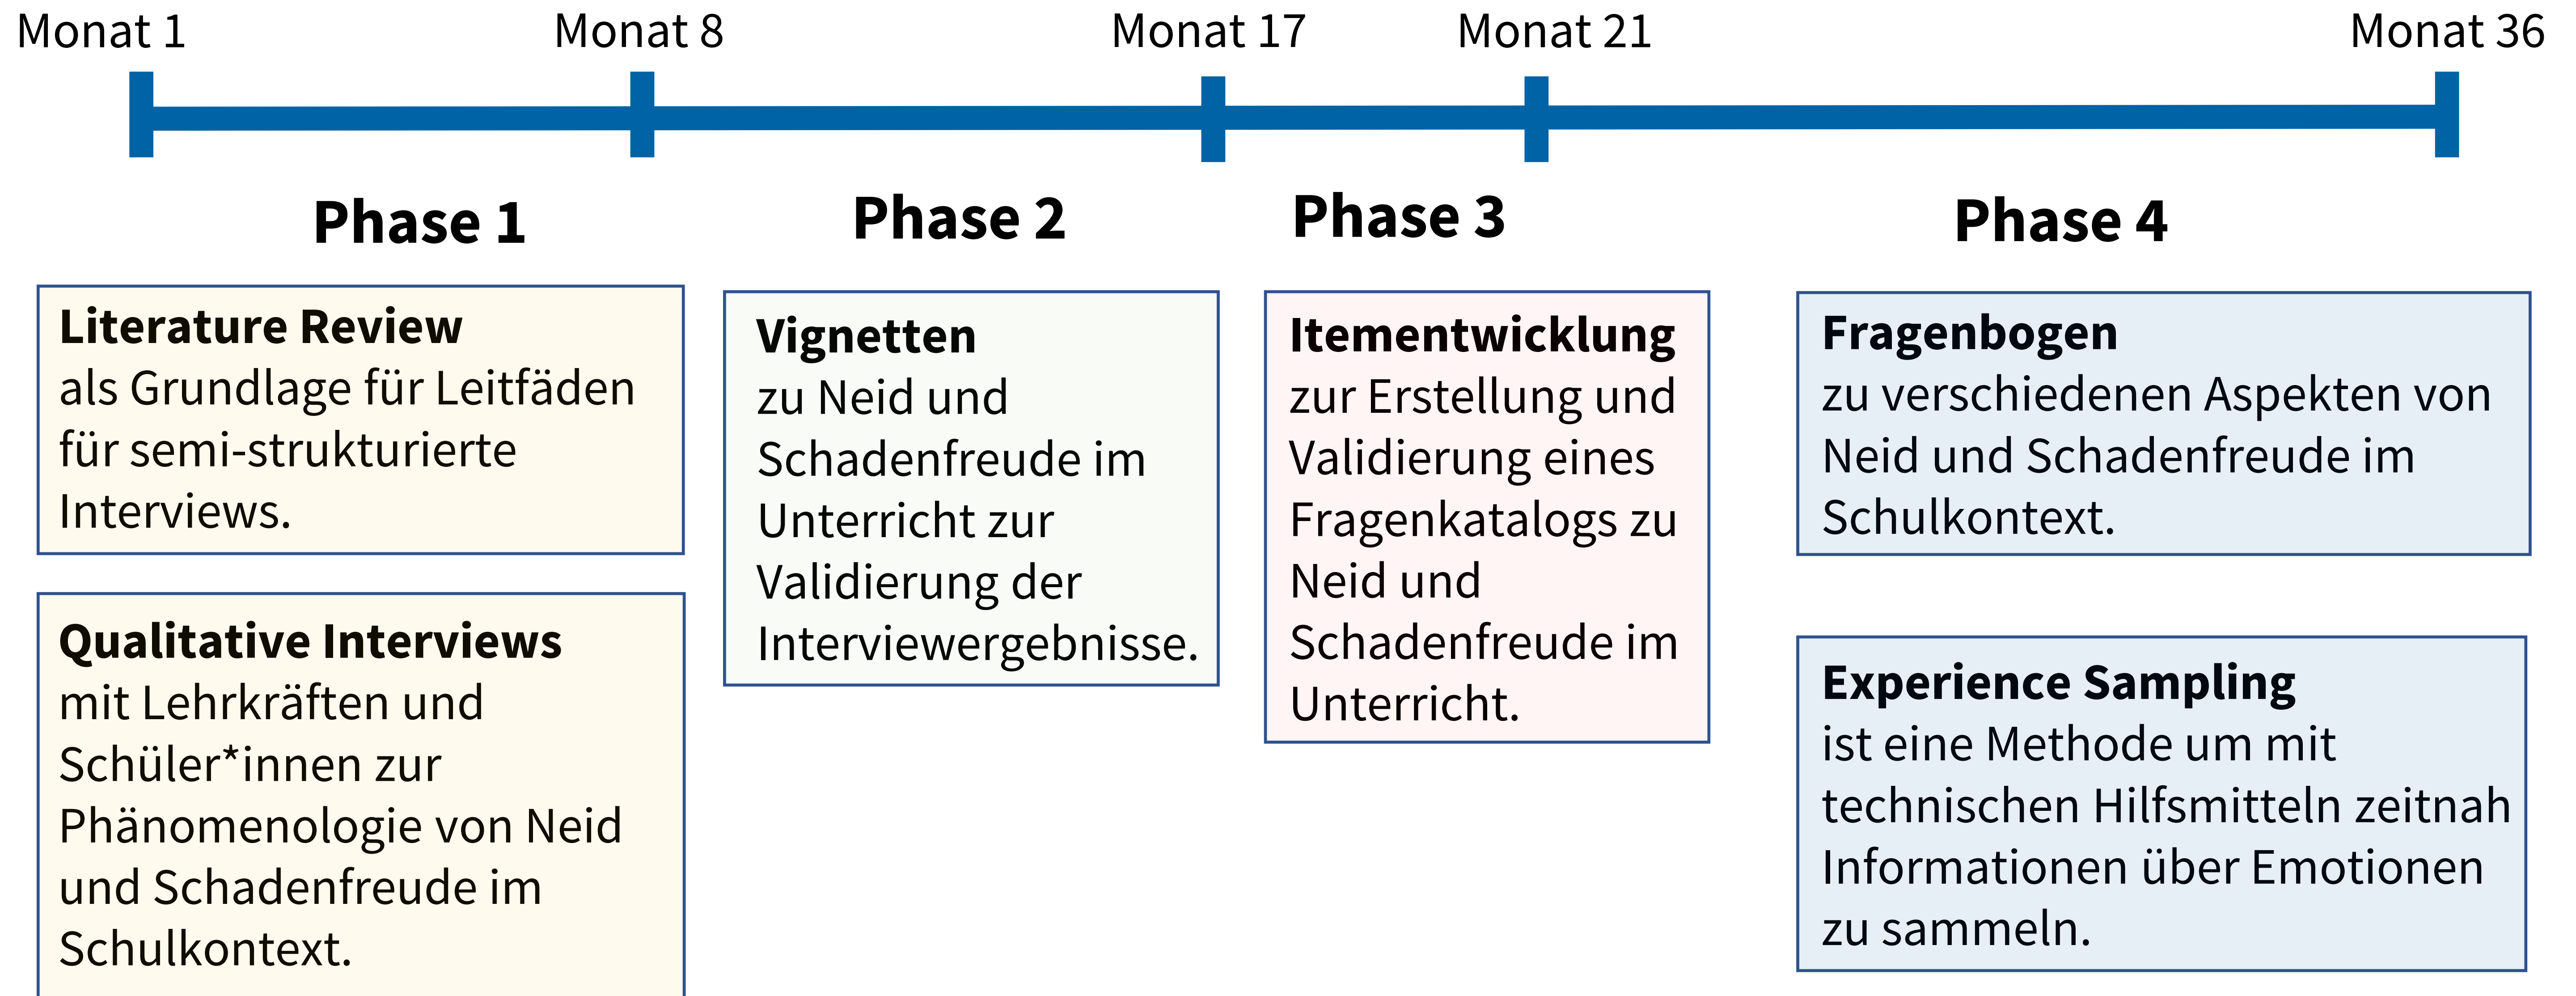 Monat 1
Monat 8
Monat 17
Monat 21
Monat 36
Phase 1
Phase 2
Phase 3
Phase 4
Literature Review
als Grundlage für Leitfäden
für semi-strukturierte
Interviews.
Qualitative Interviews
mit Lehrkräften und
Schüler*innen zur
Phänomenologie von Neid
und Schadenfreude im
Schulkontext.
Vignetten
zu Neid und
Schadenfreude im
Unterricht zur
Validierung der
Interviewergebnisse.
Itementwicklung
zur Erstellung und
Validierung eines
Fragenkatalogs zu
Neid und
Schadenfreude im
Unterricht.
Fragenbogen
zu verschiedenen Aspekten von
Neid und Schadenfreude im
Schulkontext.
Experience Sampling
ist eine Methode um mit
technischen Hilfsmitteln zeitnah
Informationen über Emotionen
zu sammeln.